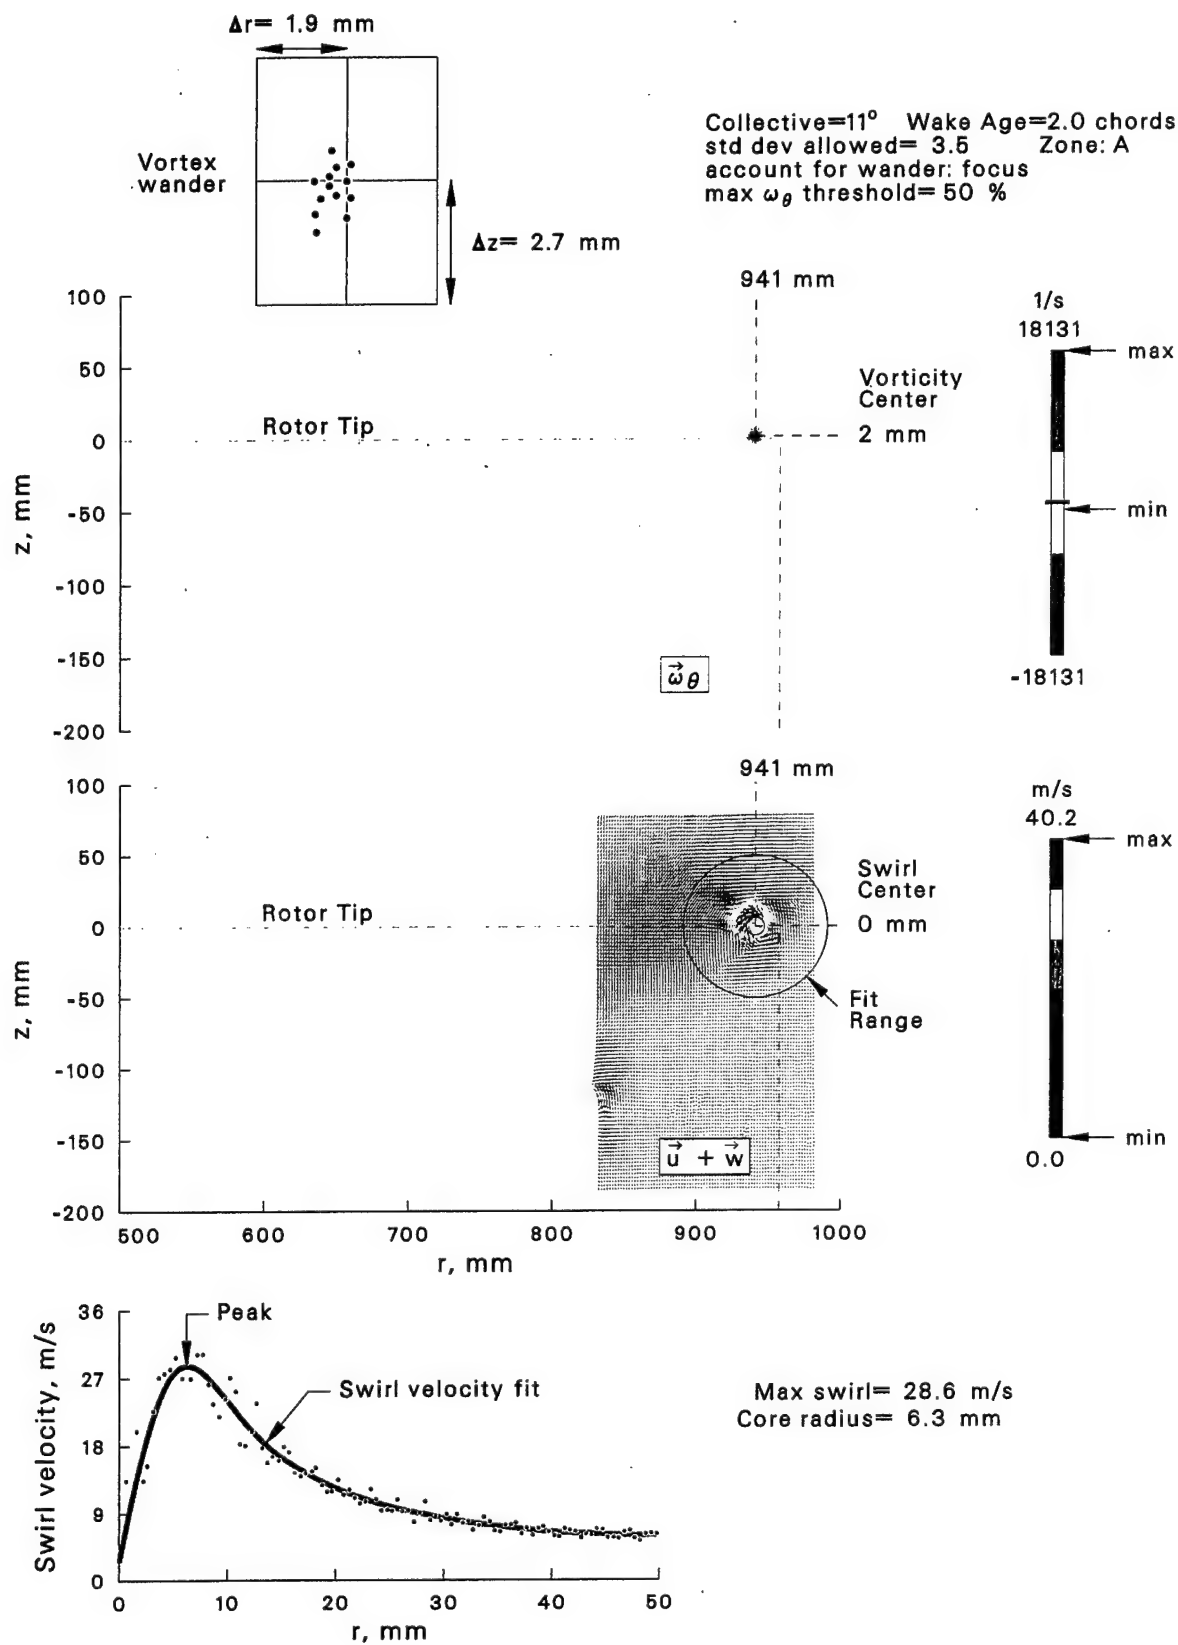 Δr= 1.9 mm
Vortex
wander
Δz= 2.7 mm
Collective=11° Wake Age=2.0 chords
std dev allowed= 3.5 Zone: A
account for wander: focus
max ωθ threshold= 50 %
941 mm
100
50
0
-50
-100
-150
-200
z, mm
Rotor Tip
Vorticity
Center
2 mm
ω⃗θ
1/s
18131
max
min
-18131
941 mm
100
50
0
-50
-100
-150
-200
z, mm
Rotor Tip
Swirl
Center
0 mm
Fit
Range
u⃗ + w⃗
m/s
40.2
max
min
0.0
500 600 700 800 900 1000
r, mm
36
27
18
9
0
Swirl velocity, m/s
Peak
Swirl velocity fit
Max swirl= 28.6 m/s
Core radius= 6.3 mm
0 10 20 30 40 50
r, mm